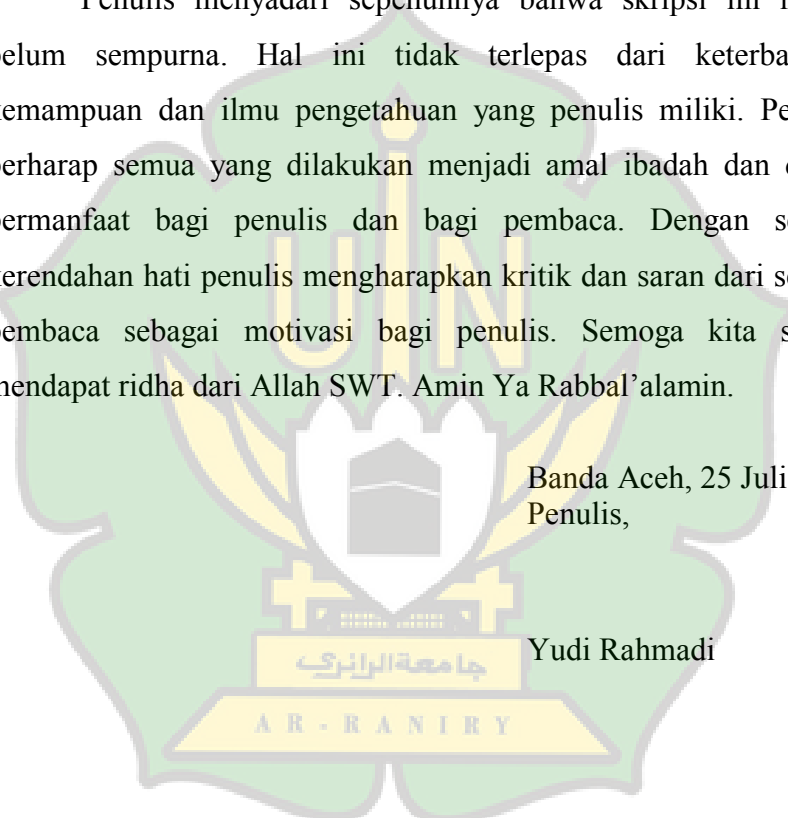 Penulis menyadari sepenuhnya bahwa skripsi ini
belum sempurna. Hal ini tidak terlepas dari keterba
kemampuan dan ilmu pengetahuan yang penulis miliki. Pe
berharap semua yang dilakukan menjadi amal ibadah dan
bermanfaat bagi penulis dan bagi pembaca. Dengan se
kerendahan hati penulis mengharapkan kritik dan saran dari se
pembaca sebagai motivasi bagi penulis. Semoga kita s
mendapat ridha dari Allah SWT. Amin Ya Rabbal'alamin.
Banda Aceh, 25 Juli
Penulis,
Yudi Rahmadi
UIN
جامعة الرانري
AR-RANIRY